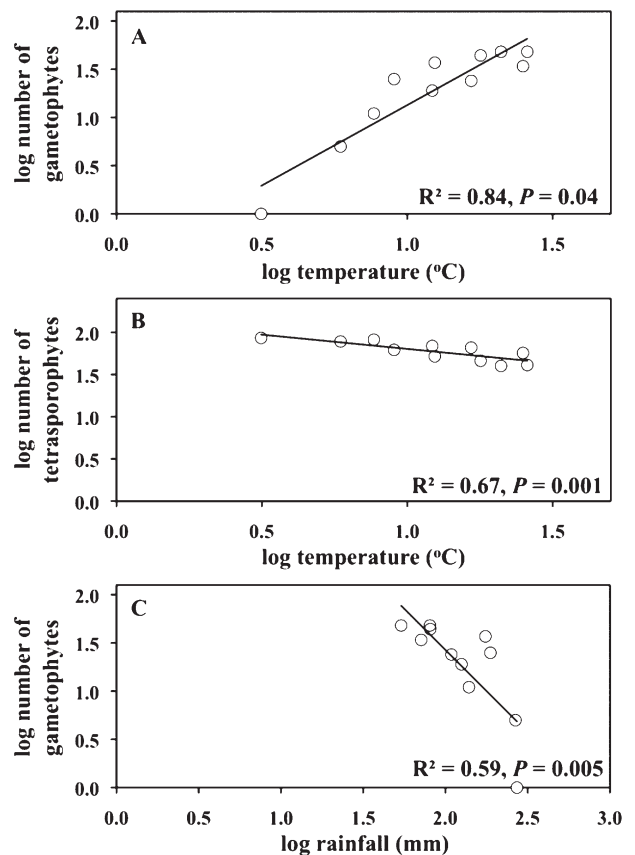 2.0
A
1.5
1.0
0.5
0.0
log number of
gametophytes
R² = 0.84, P = 0.04
0.0 0.5 1.0 1.5
log temperature (ºC)
B
2.0
1.5
1.0
0.5
0.0
log number of
tetrasporophytes
R² = 0.67, P = 0.001
0.0 0.5 1.0 1.5
log temperature (ºC)
2.0
C
1.5
1.0
0.5
0.0
log number of
gametophytes
R² = 0.59, P = 0.005
0.0 0.5 1.0 1.5 2.0 2.5 3.0
log rainfall (mm)